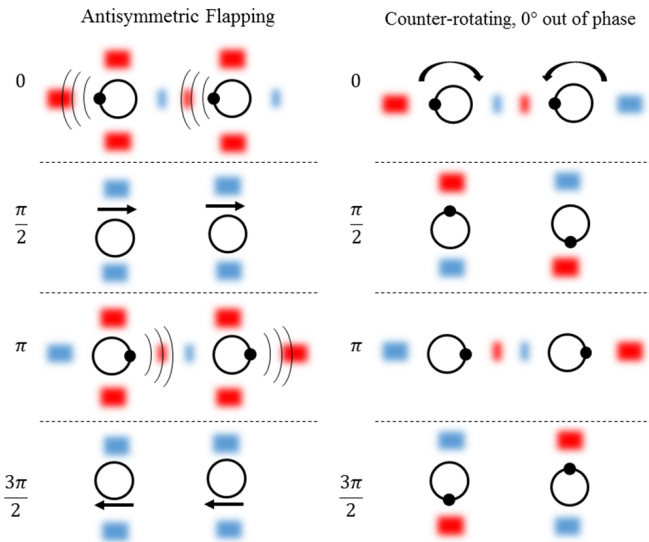 Antisymmetric Flapping
Counter-rotating, 0° out of phase
0
0
π
2
π
2
π
π
3π
2
3π
2